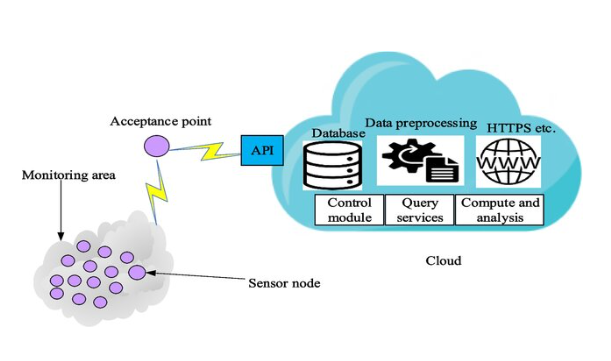 Acceptance point
API
Database
Data preprocessing
HTTPS etc.
WWW
Monitoring area
Control
module
Query
services
Compute and
analysis
Cloud
Sensor node